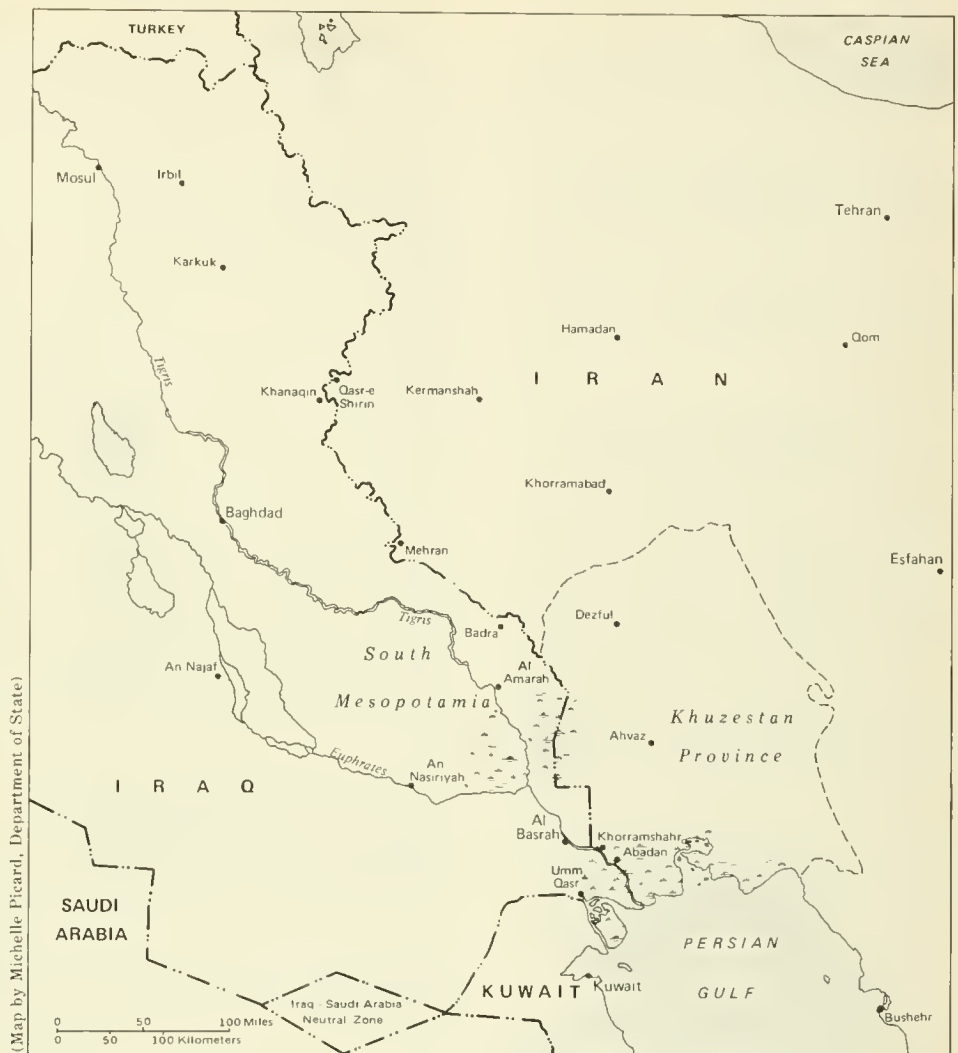 TURKEY
CASPIAN
SEA
Mosul
Irbil
Tehran
Karkuk
Hamadan
Qom
Tigris
I R A N
Khanaqin
Qasr-e
Shirin
Kermanshah
Khorramabad
Baghdad
Mehran
Esfahan
Tigris
Badra
Dezful
South
Mesopotamia
An Najaf
Al
Amarah
Khuzestan
Province
Ahvaz
Euphrates
An
Nasiriyah
I R A Q
Al
Basrah
Khorramshahr
Abadan
Umm
Qasr
SAUDI
ARABIA
PERSIAN
GULF
KUWAIT
Kuwait
Iraq - Saudi Arabia
Neutral Zone
Bushehr
0 50 100 Miles
0 50 100 Kilometers
(Map by Michelle Picard, Department of State)